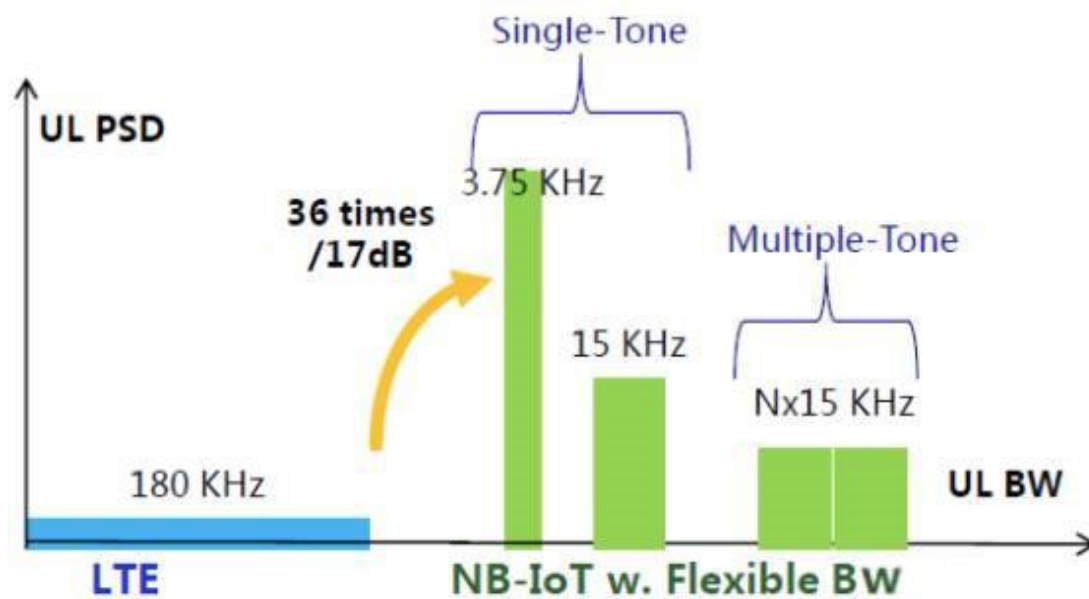 Single-Tone
UL PSD
3.75 KHz
36 times
/17dB
Multiple-Tone
15 KHz
Nx15 KHz
180 KHz
UL BW
LTE
NB-IoT w. Flexible BW